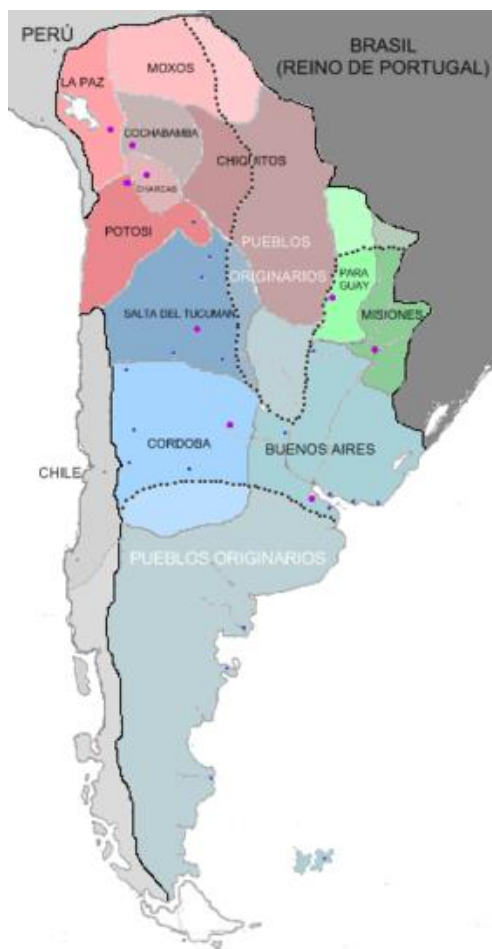 PERÚ
BRASIL
(REINO DE PORTUGAL)
MOXOS
LA PAZ
COCHABAMBA
CHIQUITOS
CHARCAS
POTOSI
PUEBLOS
ORIGINARIOS
PARA
GUAY
SALTA DEL TUCUMAN
MISIONES
CORDOBA
BUENOS AIRES
CHILE
PUEBLOS ORIGINARIOS